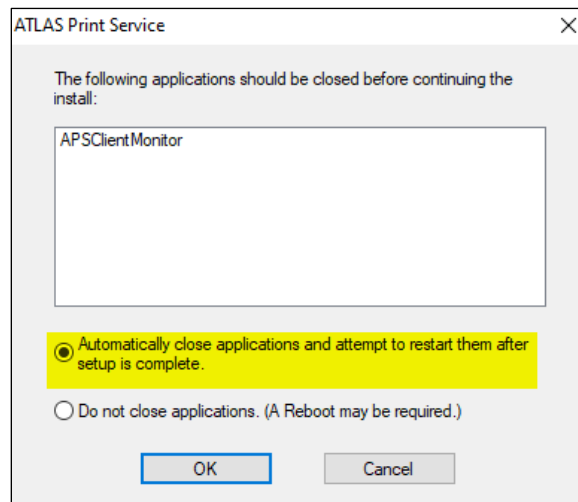 ATLAS Print Service
The following applications should be closed before continuing the
install:
APSClientMonitor
Automatically close applications and attempt to restart them after
setup is complete.
Do not close applications. (A Reboot may be required.)
OK
Cancel